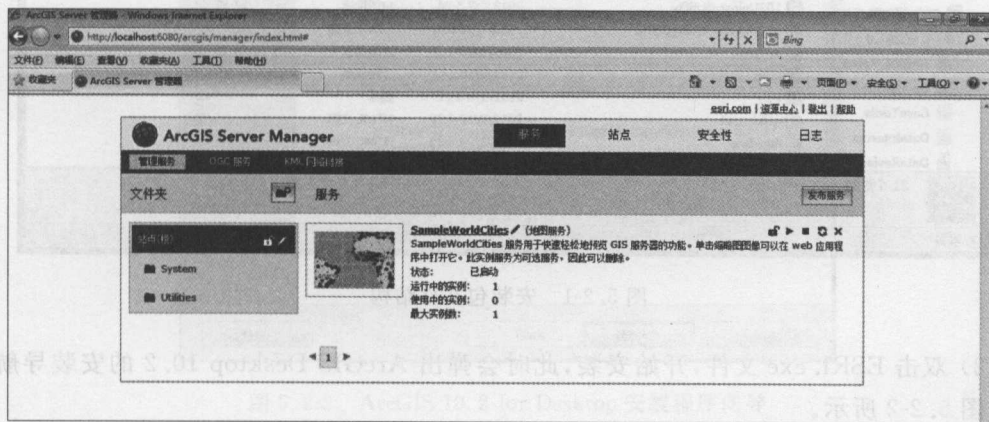 ArcGIS Server 管理器 - Windows Internet Explorer
http://localhost:6080/arcgis/manager/index.html#
Bing
文件(F) 编辑(E) 查看(V) 收藏夹(A) 工具(T) 帮助(H)
收藏夹 ArcGIS Server 管理器 页面(P) 安全(S) 工具(O)
esri.com | 资源中心 | 登出 | 帮助
ArcGIS Server Manager 服务 站点 安全性 日志
管理服务 OGC 服务 KML 网络链接
文件夹 服务 发布服务
站点(根)
System
Utilities
SampleWorldCities (地图服务)
SampleWorldCities 服务用于快速轻松地预览 GIS 服务器的功能。单击缩略图图像可以在 web 应用程
序中打开它。此实例服务为可选服务，因此可以删除。
状态: 已启动
运行中的实例: 1
使用中的实例: 0
最大实例数: 1
1
图 5.2-1
双击 ESRI.exe 文件,开始安装,此时会弹出 ArcGIS Desktop 10.2 的安装导航
图 5.2-2 所示。
ArcGIS 10.2 for Desktop